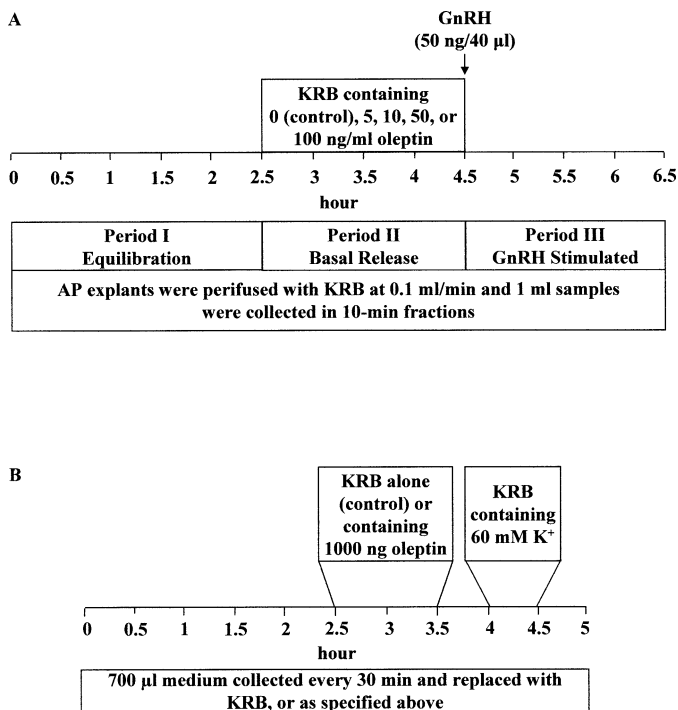 A
GnRH
(50 ng/40 µl)
KRB containing
0 (control), 5, 10, 50, or
100 ng/ml oleptin
0 0.5 1 1.5 2 2.5 3 3.5 4 4.5 5 5.5 6 6.5
hour
Period I
Equilibration
Period II
Basal Release
Period III
GnRH Stimulated
AP explants were perifused with KRB at 0.1 ml/min and 1 ml samples
were collected in 10-min fractions
B
KRB alone
(control) or
containing
1000 ng oleptin
KRB
containing
60 mM K⁺
0 0.5 1 1.5 2 2.5 3 3.5 4 4.5 5
hour
700 µl medium collected every 30 min and replaced with
KRB, or as specified above